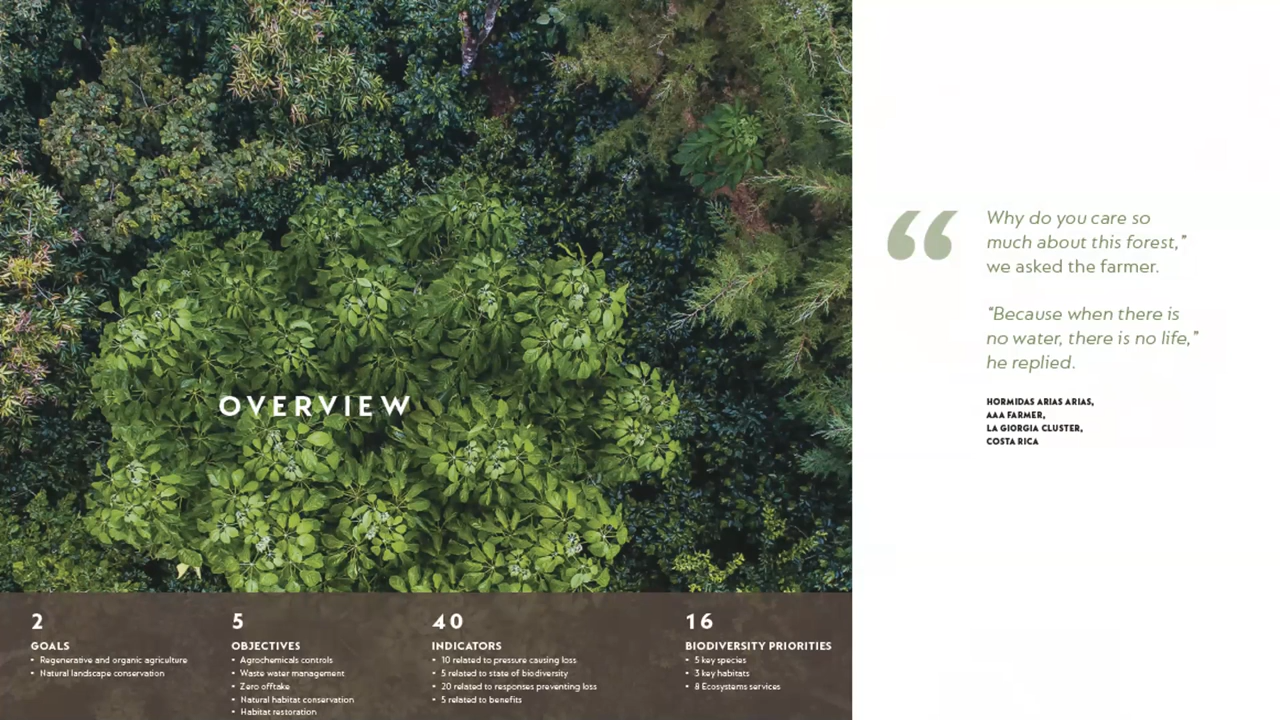 OVERVIEW
2
GOALS
• Regenerative and organic agriculture
• Natural landscape conservation
5
OBJECTIVES
• Agrochemicals controls
• Waste water management
• Zero offtake
• Natural habitat conservation
• Habitat restoration
40
INDICATORS
• 10 related to pressure causing loss
• 5 related to state of biodiversity
• 20 related to responses preventing loss
• 5 related to benefits
16
BIODIVERSITY PRIORITIES
• 5 key species
• 3 key habitats
• 8 Ecosystems services
“ Why do you care so
much about this forest,”
we asked the farmer.
“Because when there is
no water, there is no life,”
he replied.
HORMIDAS ARIAS ARIAS,
AAA FARMER,
LA GIORGIA CLUSTER,
COSTA RICA